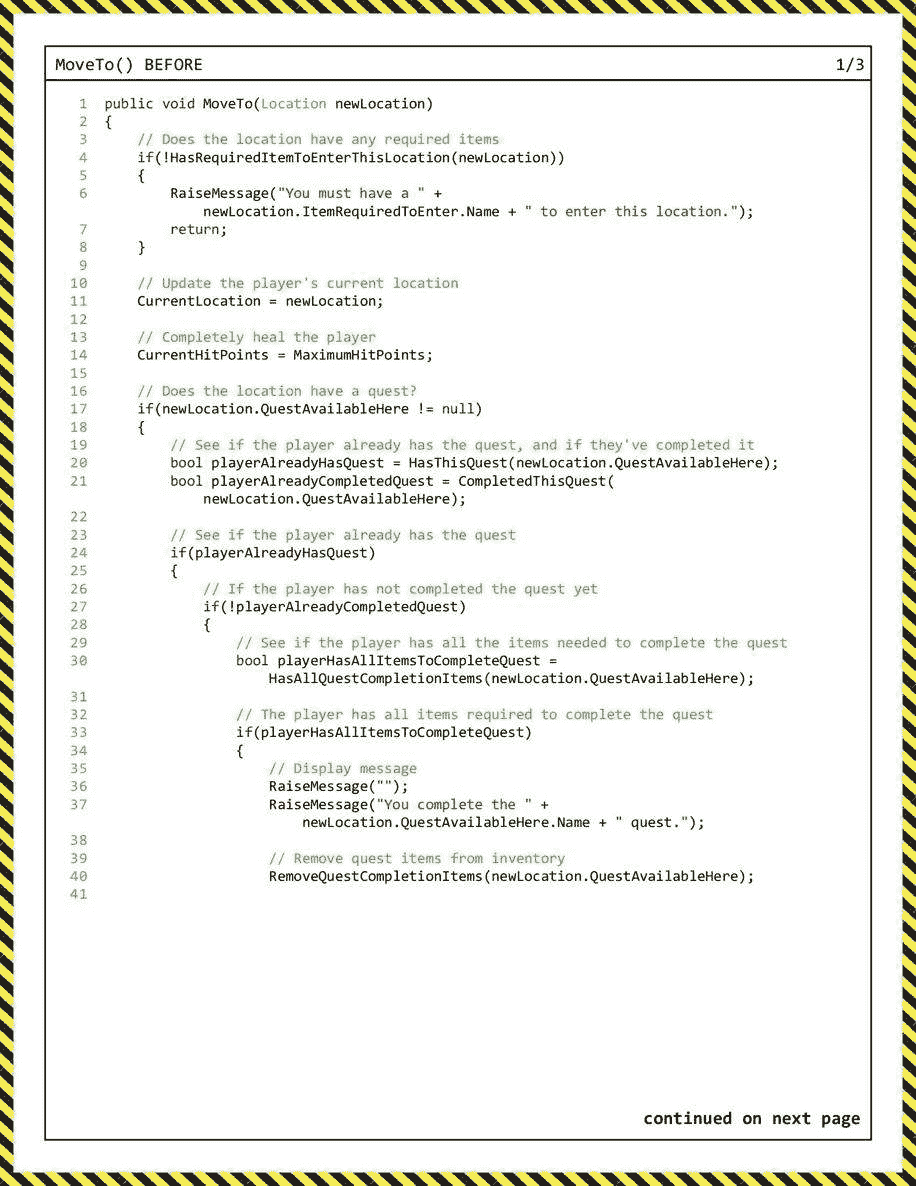 MoveTo() BEFORE 1/3
1 public void MoveTo(Location newLocation)
2 {
3     // Does the location have any required items
4     if(!HasRequiredItemToEnterThisLocation(newLocation))
5     {
6         RaiseMessage("You must have a " +
            newLocation.ItemRequiredToEnter.Name + " to enter this location.");
7         return;
8     }
9
10     // Update the player's current location
11     CurrentLocation = newLocation;
12
13     // Completely heal the player
14     CurrentHitPoints = MaximumHitPoints;
15
16     // Does the location have a quest?
17     if(newLocation.QuestAvailableHere != null)
18     {
19         // See if the player already has the quest, and if they've completed it
20         bool playerAlreadyHasQuest = HasThisQuest(newLocation.QuestAvailableHere);
21         bool playerAlreadyCompletedQuest = CompletedThisQuest(
            newLocation.QuestAvailableHere);
22
23         // See if the player already has the quest
24         if(playerAlreadyHasQuest)
25         {
26             // If the player has not completed the quest yet
27             if(!playerAlreadyCompletedQuest)
28             {
29                 // See if the player has all the items needed to complete the quest
30                 bool playerHasAllItemsToCompleteQuest =
                    HasAllQuestCompletionItems(newLocation.QuestAvailableHere);
31
32                 // The player has all items required to complete the quest
33                 if(playerHasAllItemsToCompleteQuest)
34                 {
35                     // Display message
36                     RaiseMessage("");
37                     RaiseMessage("You complete the " +
                        newLocation.QuestAvailableHere.Name + " quest.");
38
39                     // Remove quest items from inventory
40                     RemoveQuestCompletionItems(newLocation.QuestAvailableHere);
41
continued on next page